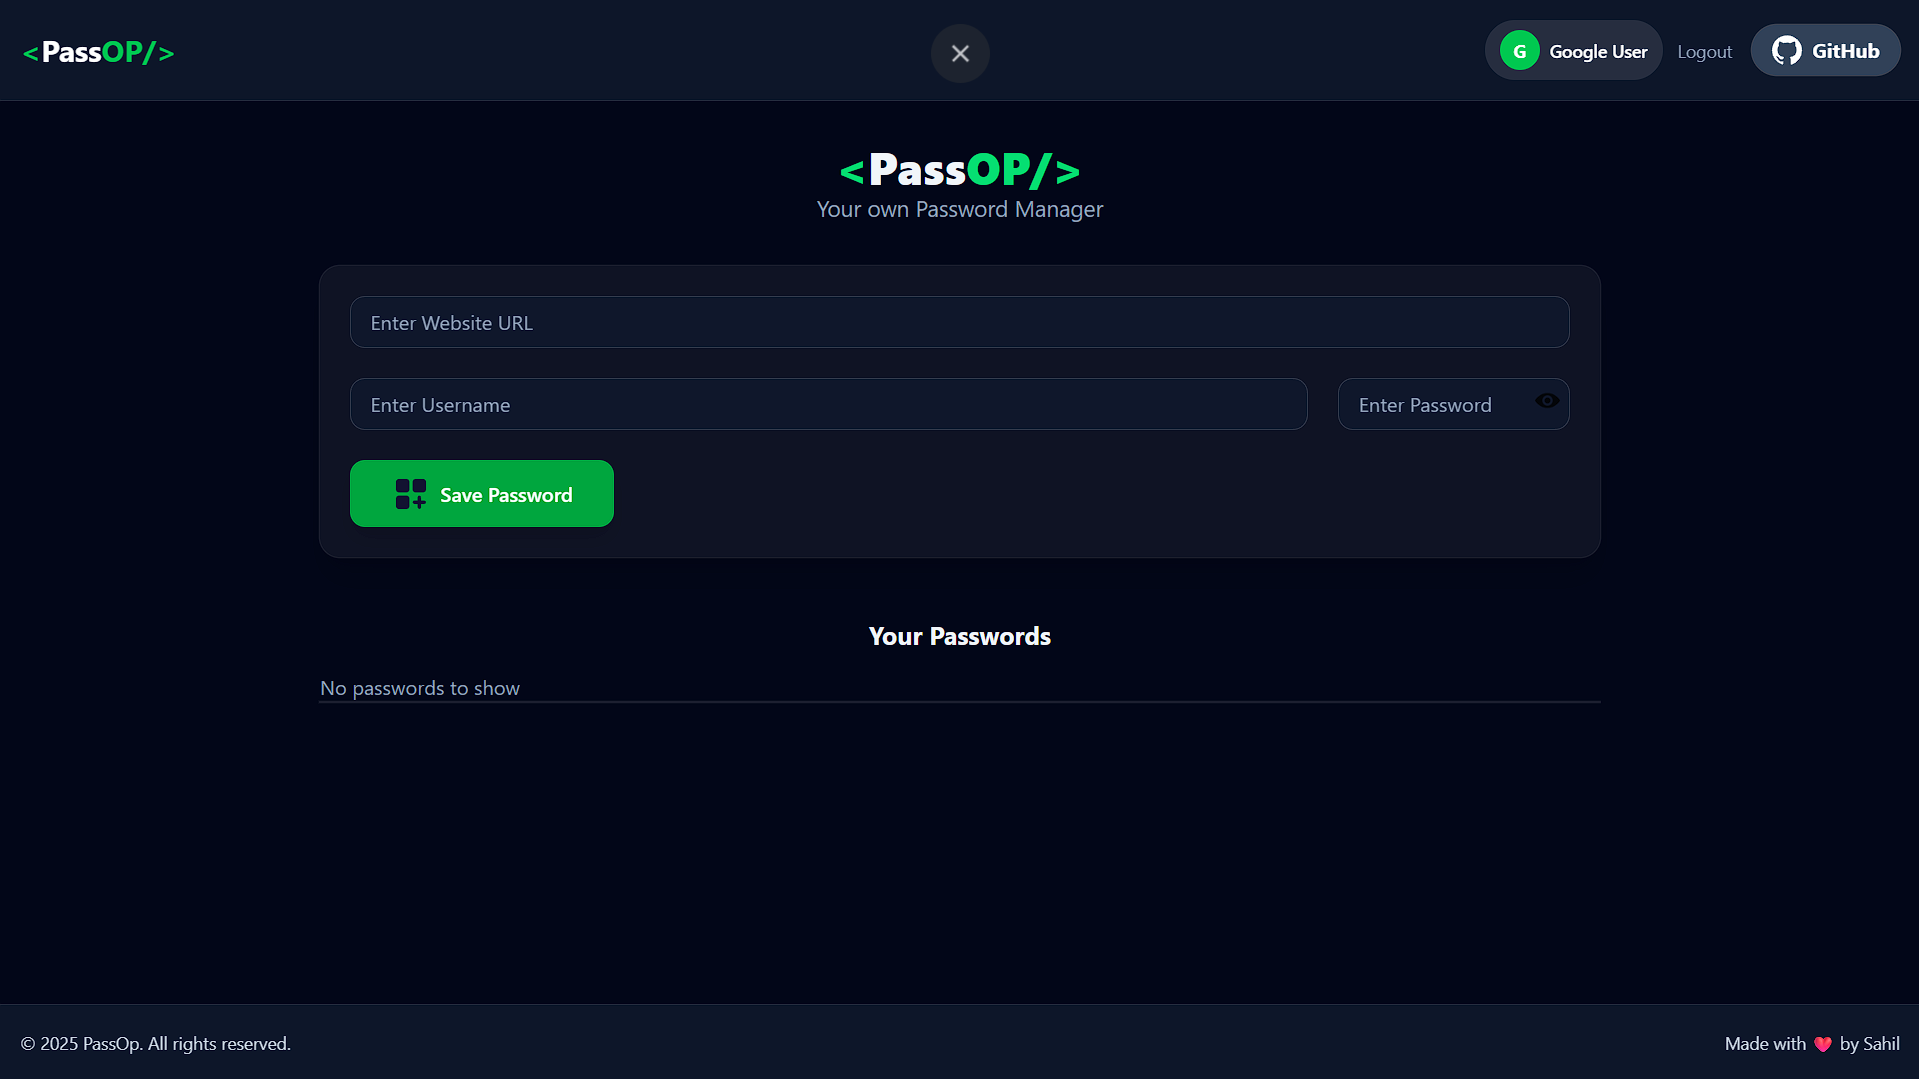 <PassOP/>
G Google User
Logout
GitHub
<PassOP/>
Your own Password Manager
Enter Website URL
Enter Username
Enter Password
Save Password
Your Passwords
No passwords to show
© 2025 PassOp. All rights reserved.
Made with ❤️ by Sahil